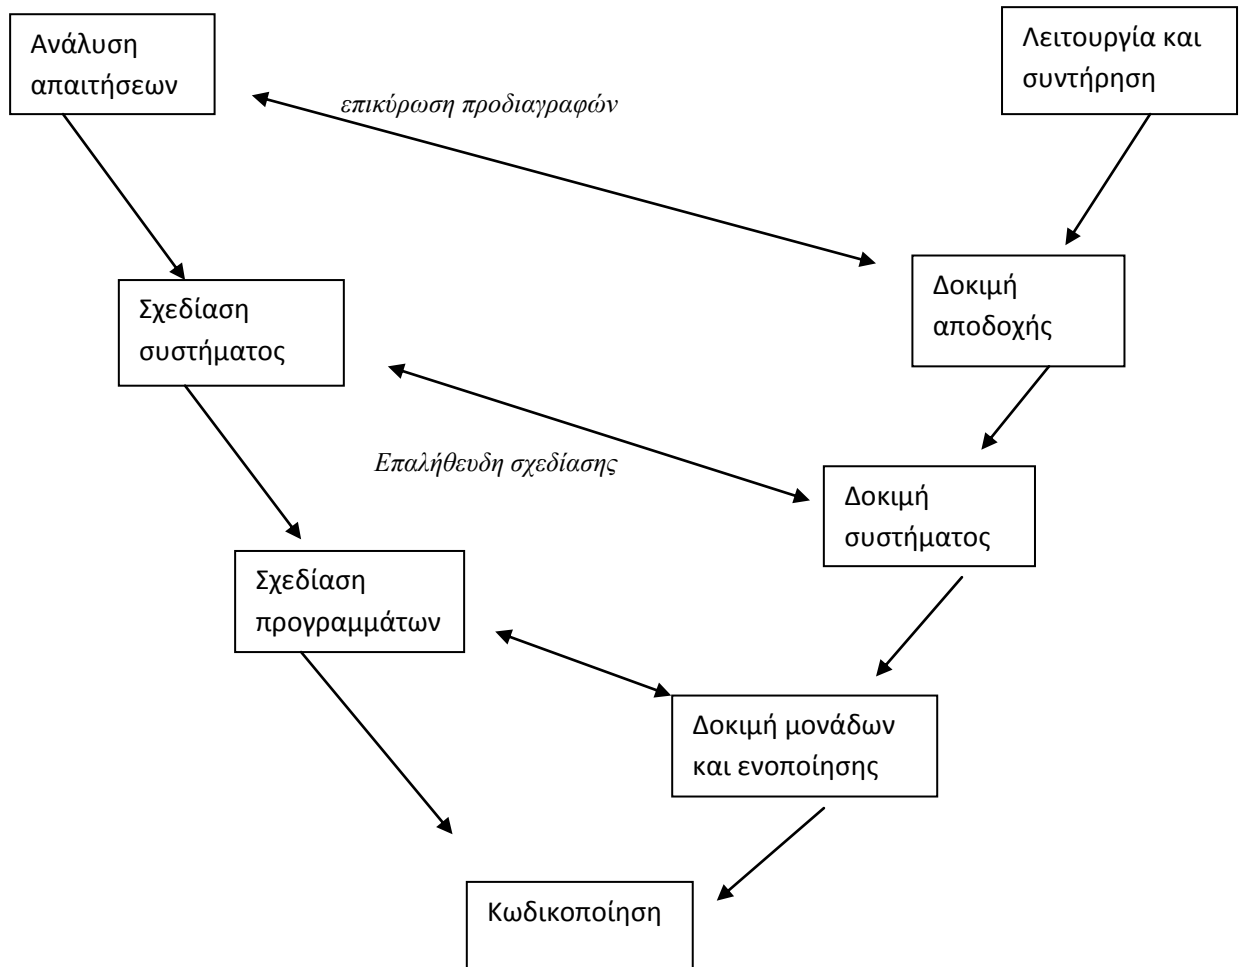 Ανάλυση
απαιτήσεων
Λειτουργία και
συντήρηση
επικύρωση προδιαγραφών
Δοκιμή
αποδοχής
Σχεδίαση
συστήματος
Επαλήθευδη σχεδίασης
Δοκιμή
συστήματος
Σχεδίαση
προγραμμάτων
Δοκιμή μονάδων
και ενοποίησης
Κωδικοποίηση